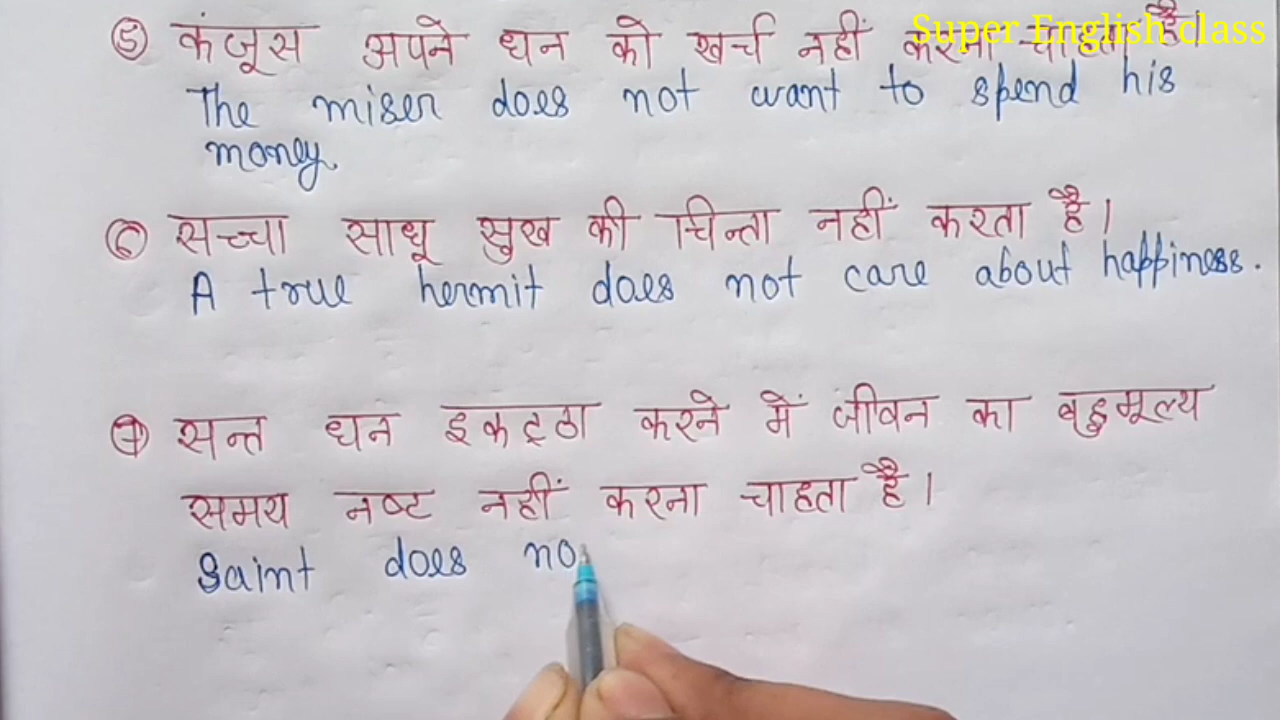 Super English class
⑤ कंजूस अपने धन को खर्च नहीं करना चाहता है।
The miser does not want to spend his
money.
⑥ सच्चा साधू सुख की चिन्ता नहीं करता है।
A true hermit does not care about happiness.
⑦ सन्त धन इकट्ठा करने में जीवन का बहुमूल्य
समय नष्ट नहीं करना चाहता है।
Saint does no